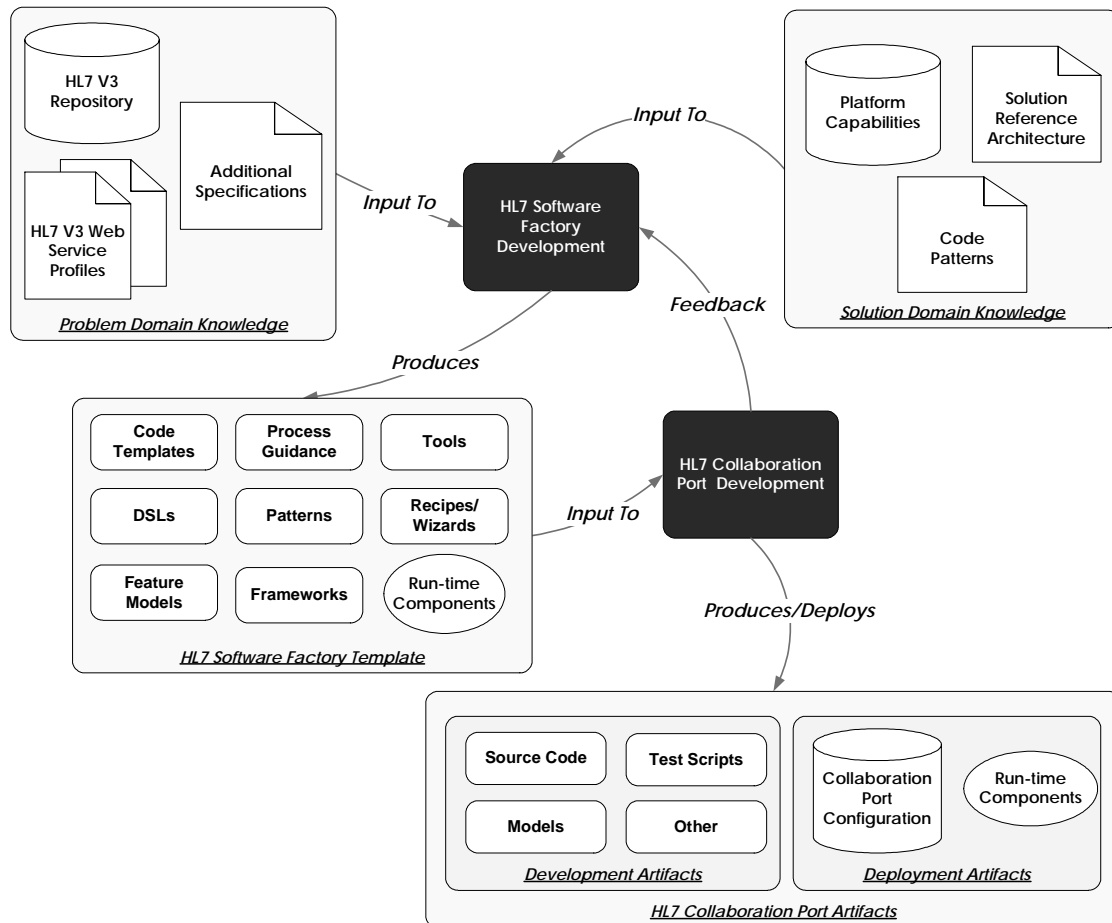 HL7 V3
Repository
Additional
Specifications
HL7 V3 Web
Service
Profiles
Problem Domain Knowledge
Input To
HL7 Software
Factory
Development
Input To
Platform
Capabilities
Solution
Reference
Architecture
Code
Patterns
Solution Domain Knowledge
Feedback
Produces
Code
Templates
Process
Guidance
Tools
DSLs
Patterns
Recipes/
Wizards
Feature
Models
Frameworks
Run-time
Components
HL7 Software Factory Template
Input To
HL7 Collaboration
Port Development
Produces/Deploys
Source Code
Test Scripts
Models
Other
Development Artifacts
Collaboration
Port
Configuration
Run-time
Components
Deployment Artifacts
HL7 Collaboration Port Artifacts